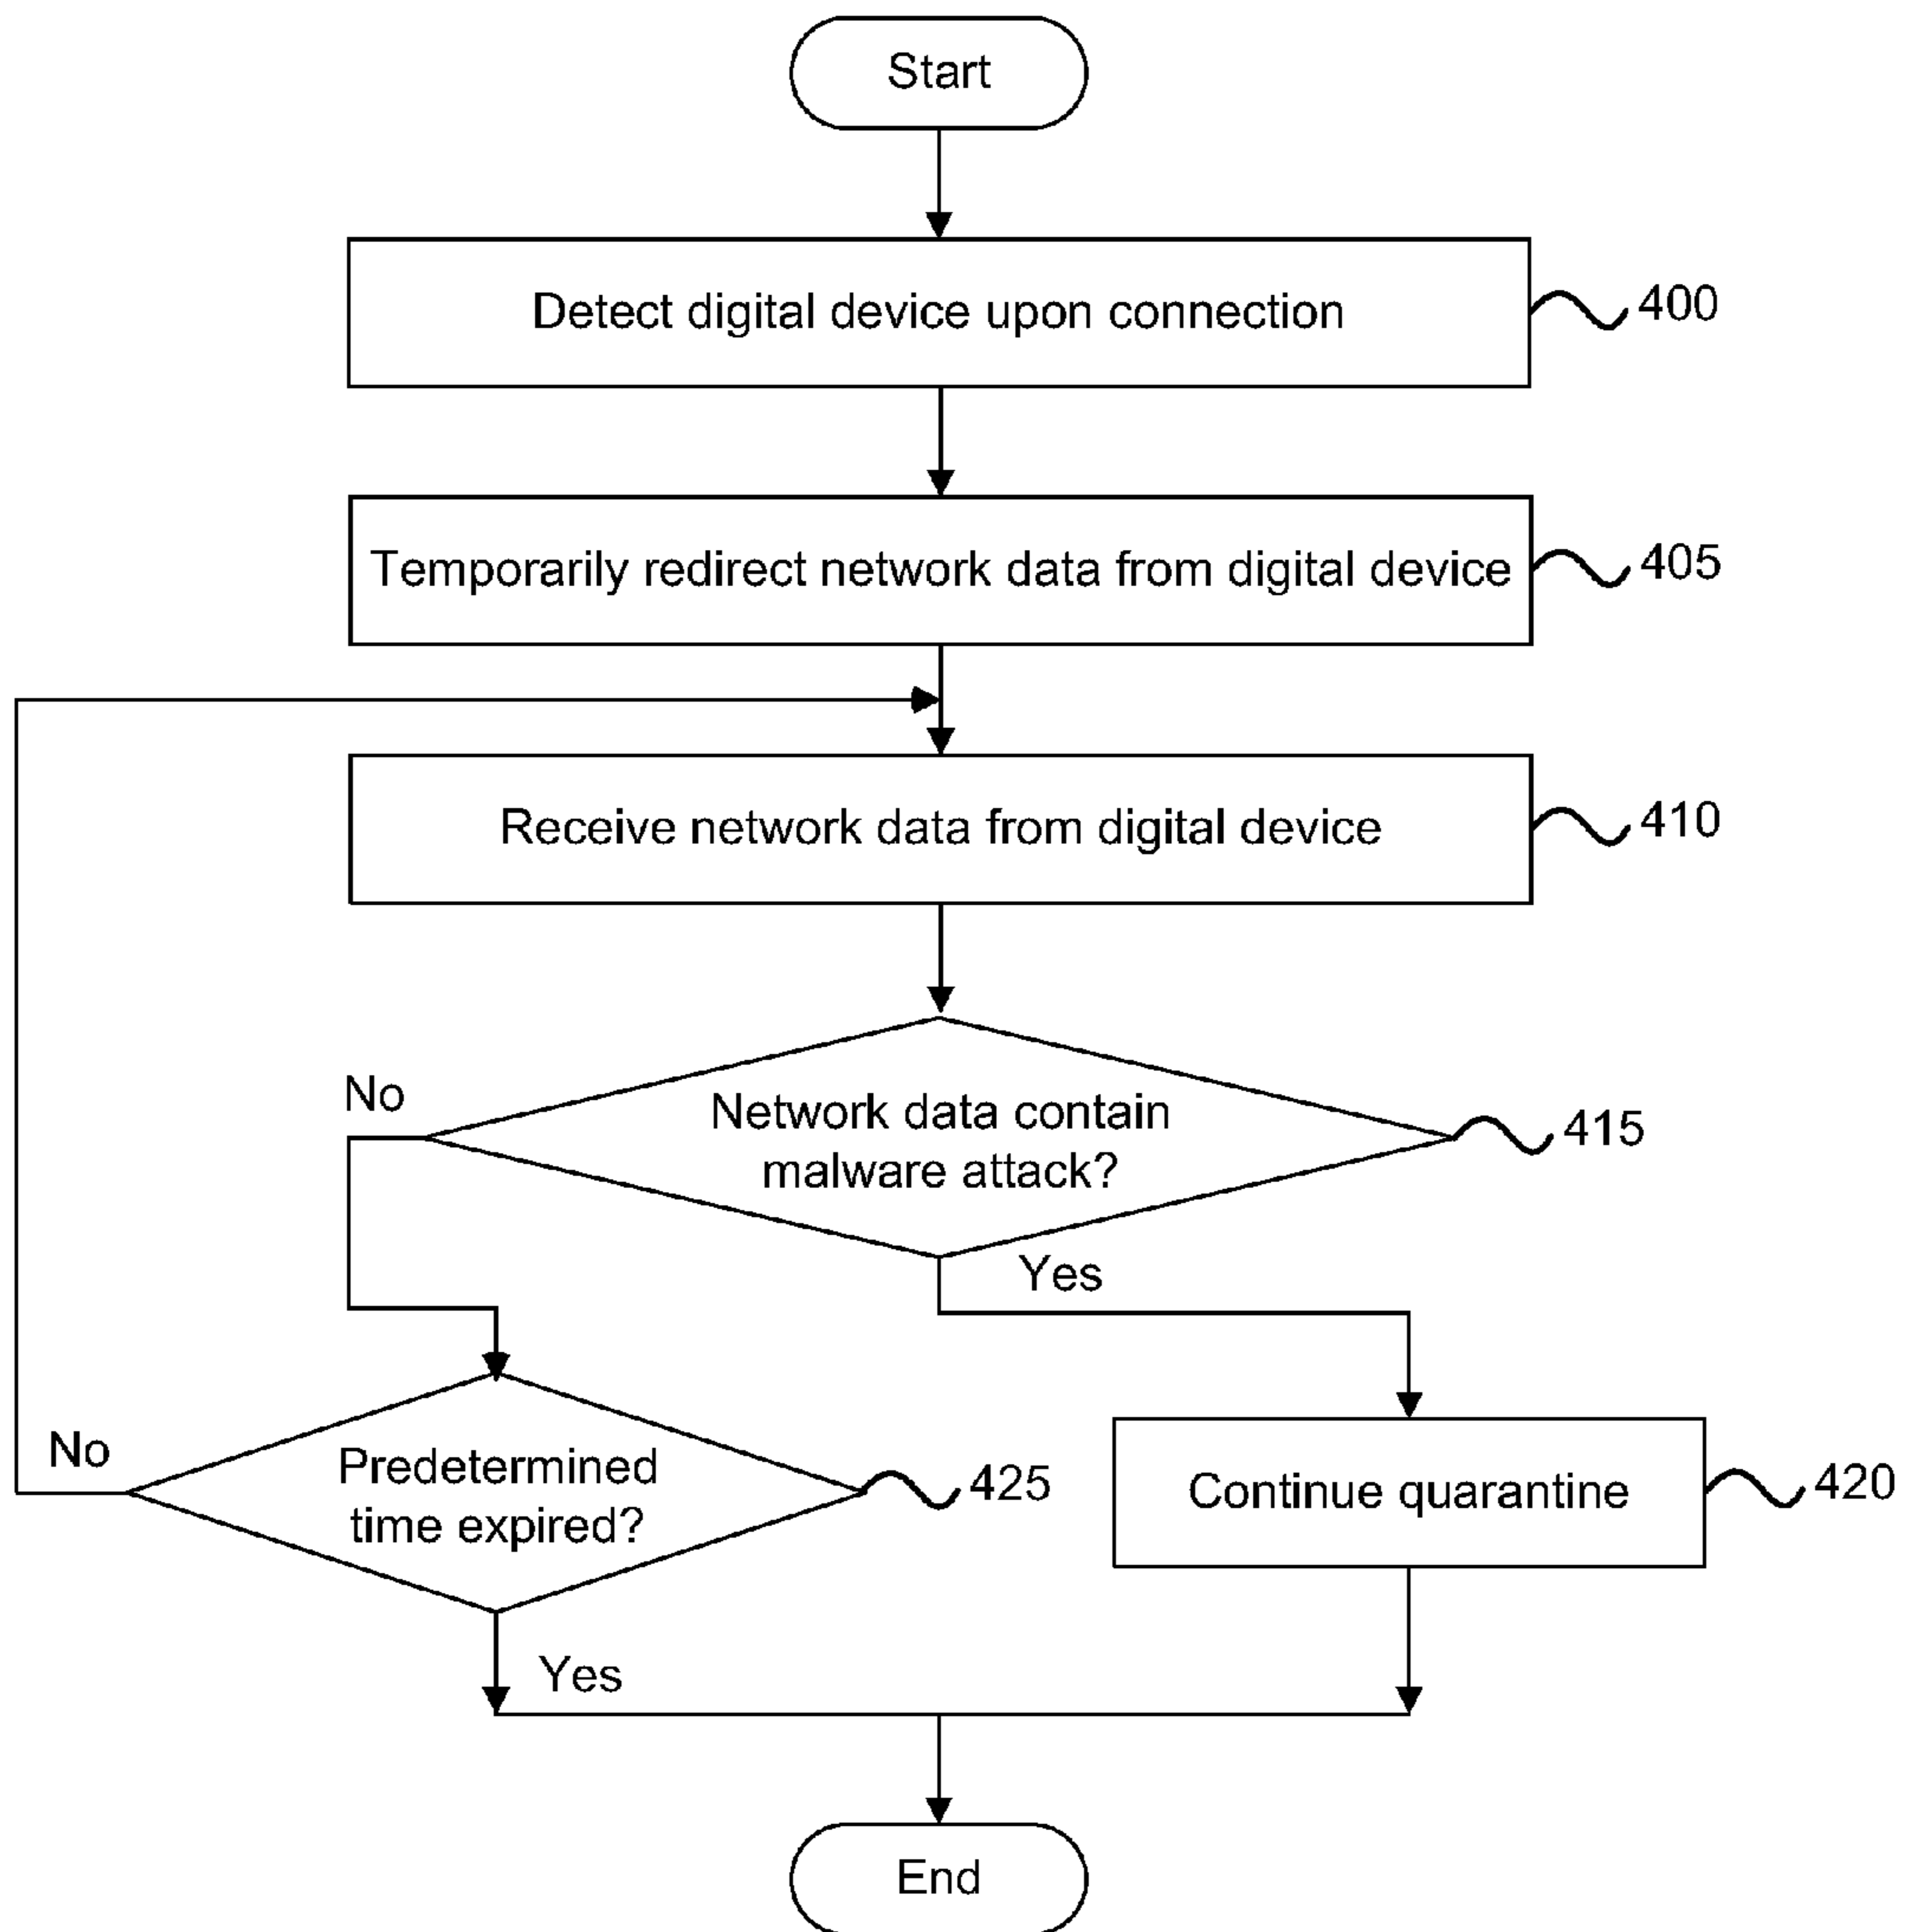 Start
Detect digital device upon connection
400
Temporarily redirect network data from digital device
405
Receive network data from digital device
410
No
Network data contain
malware attack?
415
Yes
No
Predetermined
time expired?
425
Continue quarantine
420
Yes
End